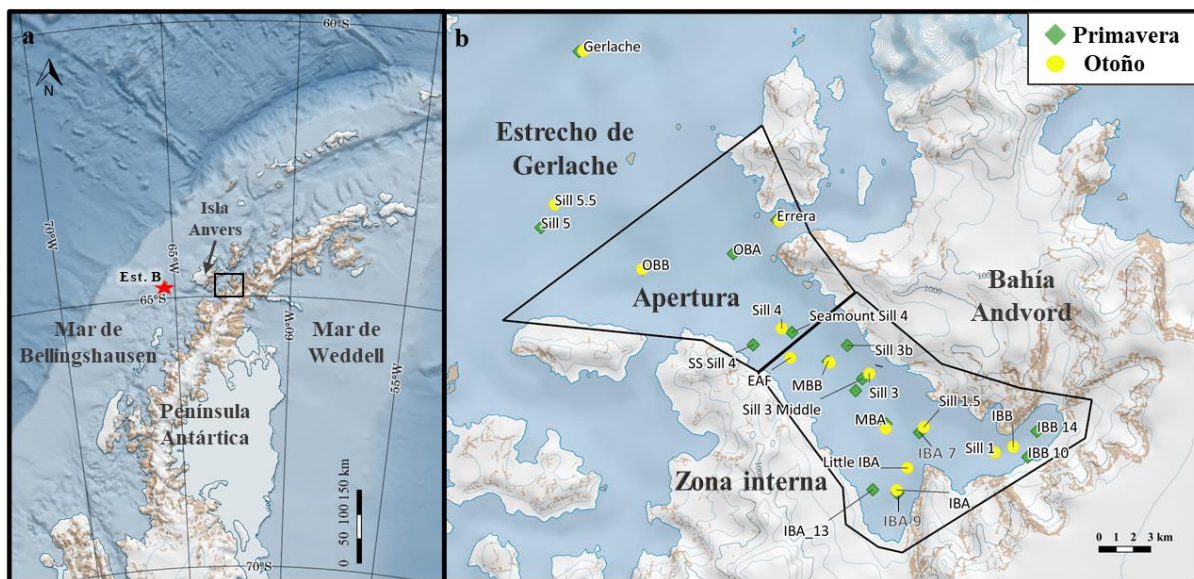 a
60°S
N
70°W
65°W
Isla
Anvers
Est. B
65°S
60°W
Mar de
Bellingshausen
Mar de
Weddell
55°W
Península
Antártica
0 50 100 150 km
70°S
b
Primavera
Otoño
Gerlache
Estrecho de
Gerlache
Sill 5.5
Sill 5
Errera
OBA
OBB
Apertura
Bahía
Andvord
1000
Sill 4
Seamount Sill 4
SS Sill 4
Sill 3b
EAF
MBB
Sill 3
Sill 3 Middle
Sill 1.5
MBA
IBB
IBB 14
IBA 7
Sill 1
IBB 10
Little IBA
Zona interna
IBA
IBA 9
IBA_13
0 1 2 3 km